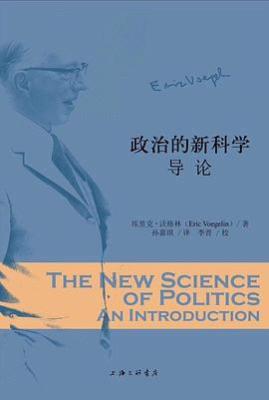 Eric Voegelin
政治的新科学
导论
埃里克·沃格林（Eric Voegelin）/ 著
孙嘉琪 / 译 李晋 / 校
THE NEW SCIENCE
OF POLITICS
AN INTRODUCTION
上海三联书店